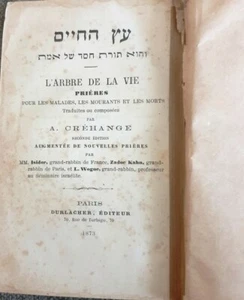 עץ החיים
והוא תורת חסד של אמת
L'ARBRE DE LA VIE
PRIÈRES
POUR LES MALADES, LES MOURANTS ET LES MORTS
Traduites ou composées
PAR
A. CRÉHANGE
ÉDITION
AUGMENTÉE DE NOUVELLES PRIÈRES
PAR
MM. Isidor, grand-rabbin de France, Zadoc Kahn, grand-
rabbin de Paris, et L. Wogue, grand-rabbin, professeur
au séminaire israélite.
PARIS
DURLACHER, ÉDITEUR